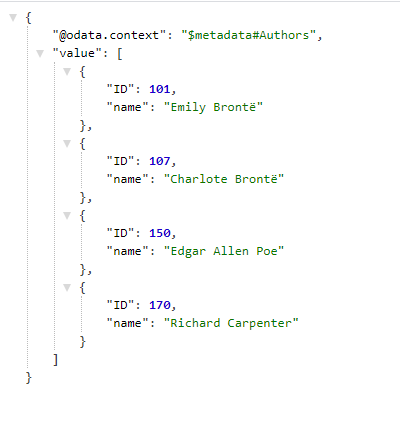 {
"@odata.context": "$metadata#Authors",
"value": [
{
"ID": 101,
"name": "Emily Brontë"
},
{
"ID": 107,
"name": "Charlote Brontë"
},
{
"ID": 150,
"name": "Edgar Allen Poe"
},
{
"ID": 170,
"name": "Richard Carpenter"
}
]
}